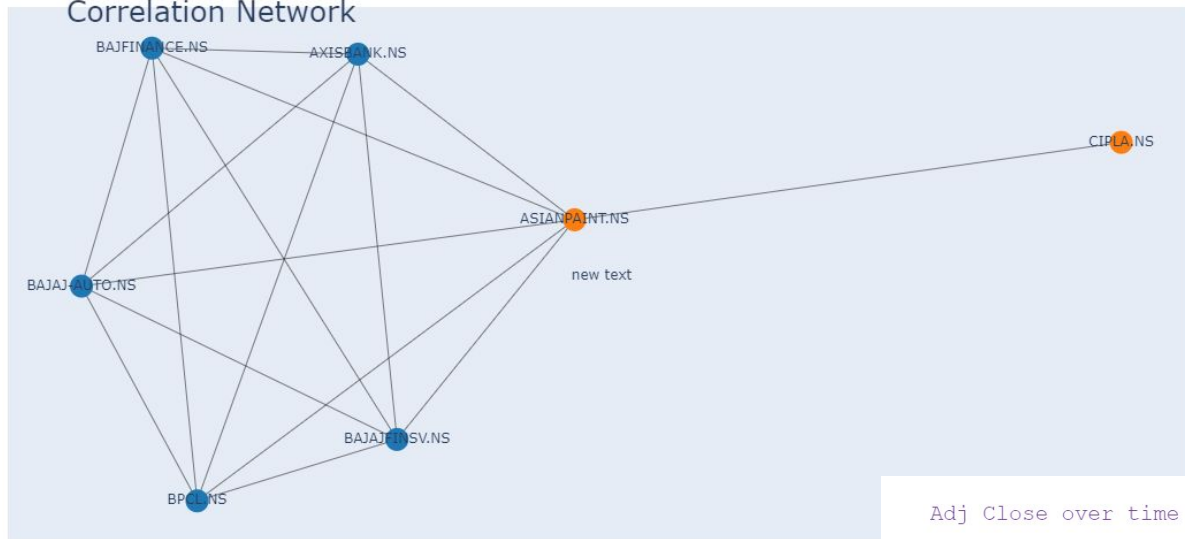 Correlation Network
BAJFINANCE.NS
AXISBANK.NS
CIPLA.NS
ASIANPAINT.NS
new text
BAJAJ-AUTO.NS
BAJAJFINSV.NS
BPCL.NS
Adj Close over time